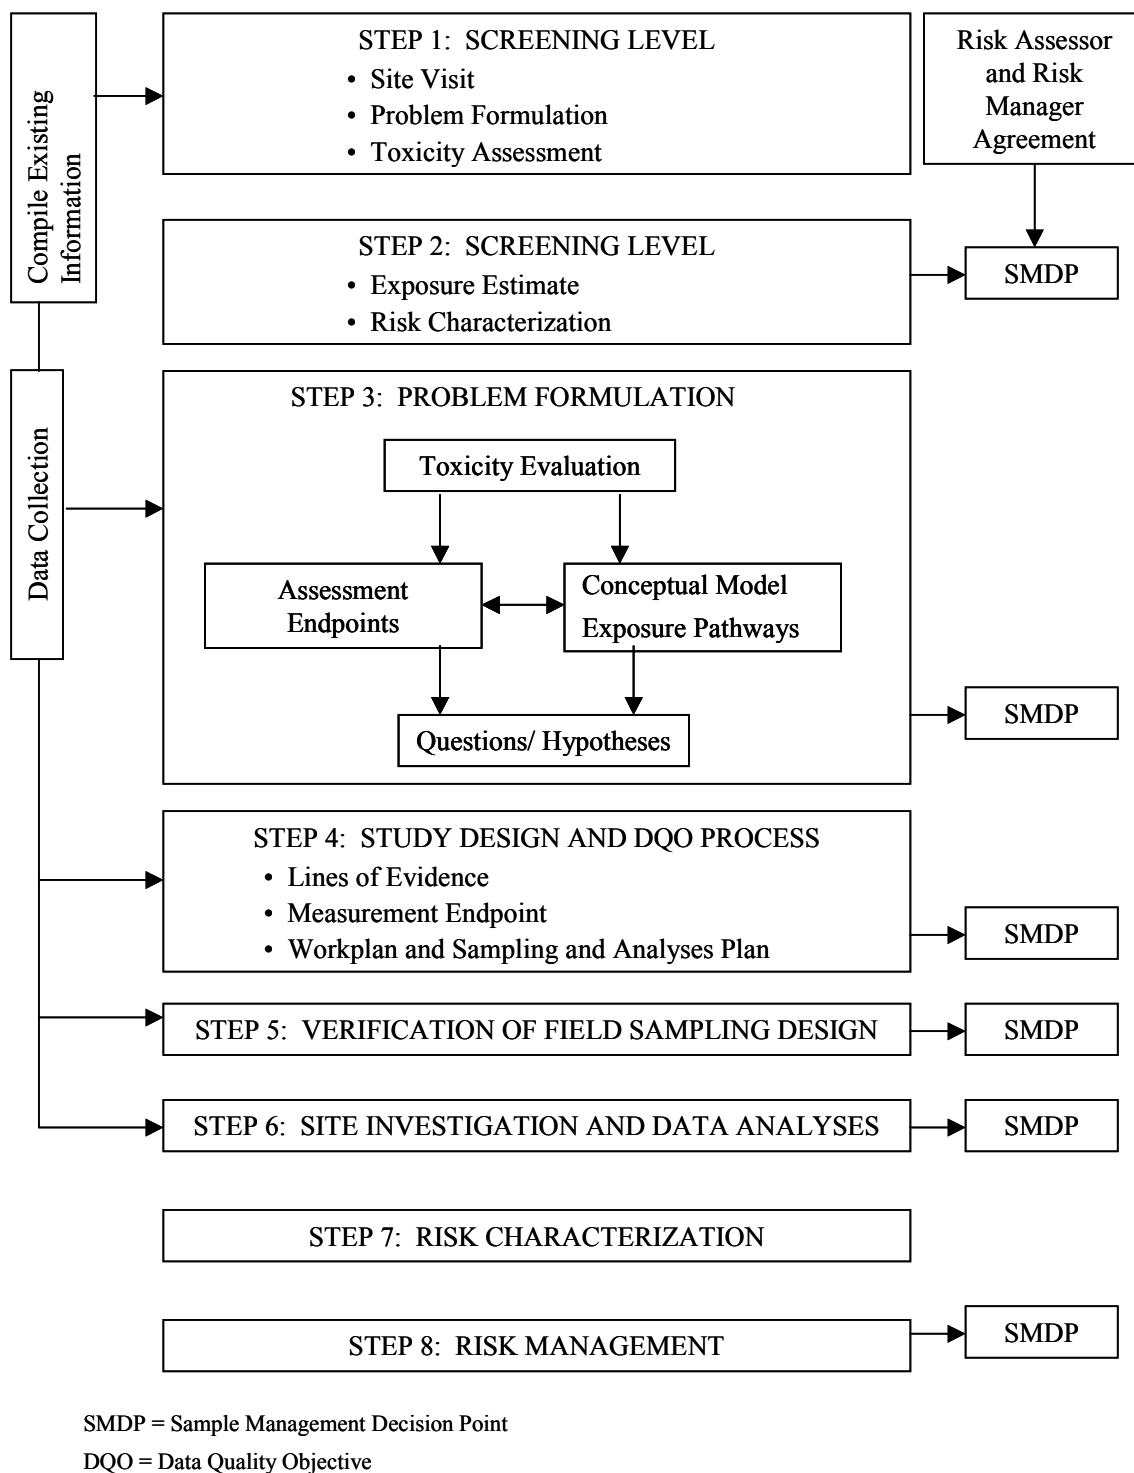 Compile Existing
Information
STEP 1: SCREENING LEVEL
• Site Visit
• Problem Formulation
• Toxicity Assessment
Risk Assessor
and Risk
Manager
Agreement
STEP 2: SCREENING LEVEL
• Exposure Estimate
• Risk Characterization
SMDP
Data Collection
STEP 3: PROBLEM FORMULATION
Toxicity Evaluation
Assessment
Endpoints
Conceptual Model
Exposure Pathways
Questions/ Hypotheses
SMDP
STEP 4: STUDY DESIGN AND DQO PROCESS
• Lines of Evidence
• Measurement Endpoint
• Workplan and Sampling and Analyses Plan
SMDP
STEP 5: VERIFICATION OF FIELD SAMPLING DESIGN
SMDP
STEP 6: SITE INVESTIGATION AND DATA ANALYSES
SMDP
STEP 7: RISK CHARACTERIZATION
STEP 8: RISK MANAGEMENT
SMDP
SMDP = Sample Management Decision Point
DQO = Data Quality Objective